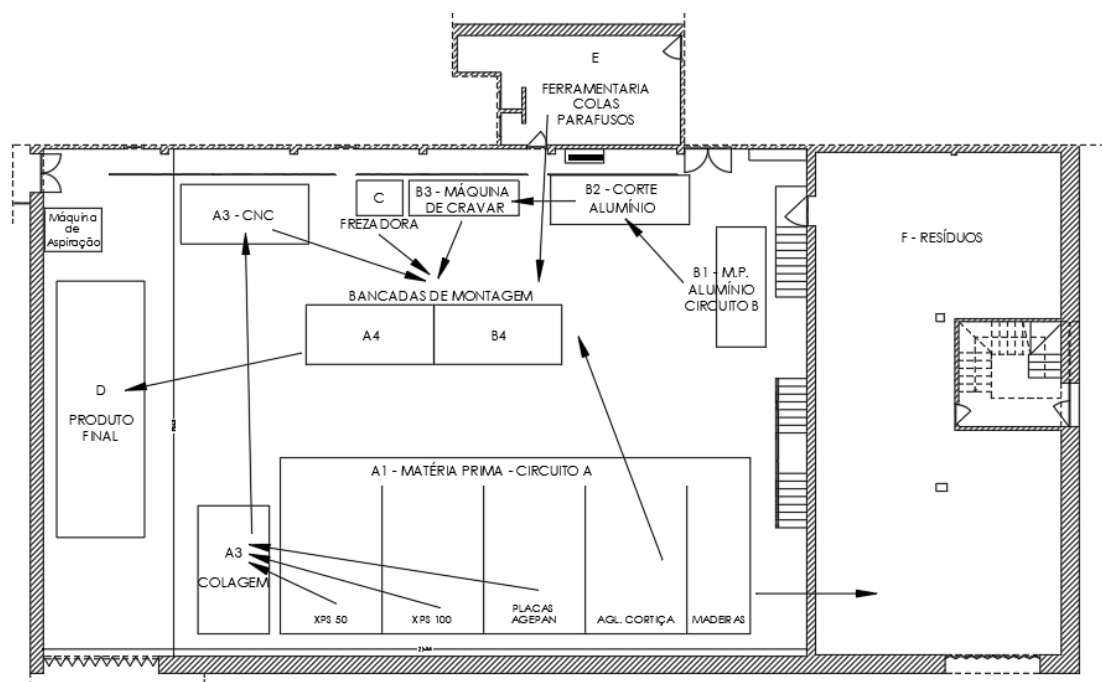 E
FERRAMENTARIA
COLAS
PARAFUSOS
A3 - CNC
C
FREZADORA
B3 - MÁQUINA
DE CRAVAR
B2 - CORTE
ALUMÍNIO
Máquina
de
Aspiração
F - RESÍDUOS
B1 - M.P.
ALUMÍNIO
CIRCUITO B
BANCADAS DE MONTAGEM
A4
B4
D
PRODUTO
FINAL
A1 - MATÉRIA PRIMA - CIRCUITO A
A3
COLAGEM
XPS 50
XPS 100
PLACAS
AGEPAN
AGL. CORTIÇA
MADEIRAS